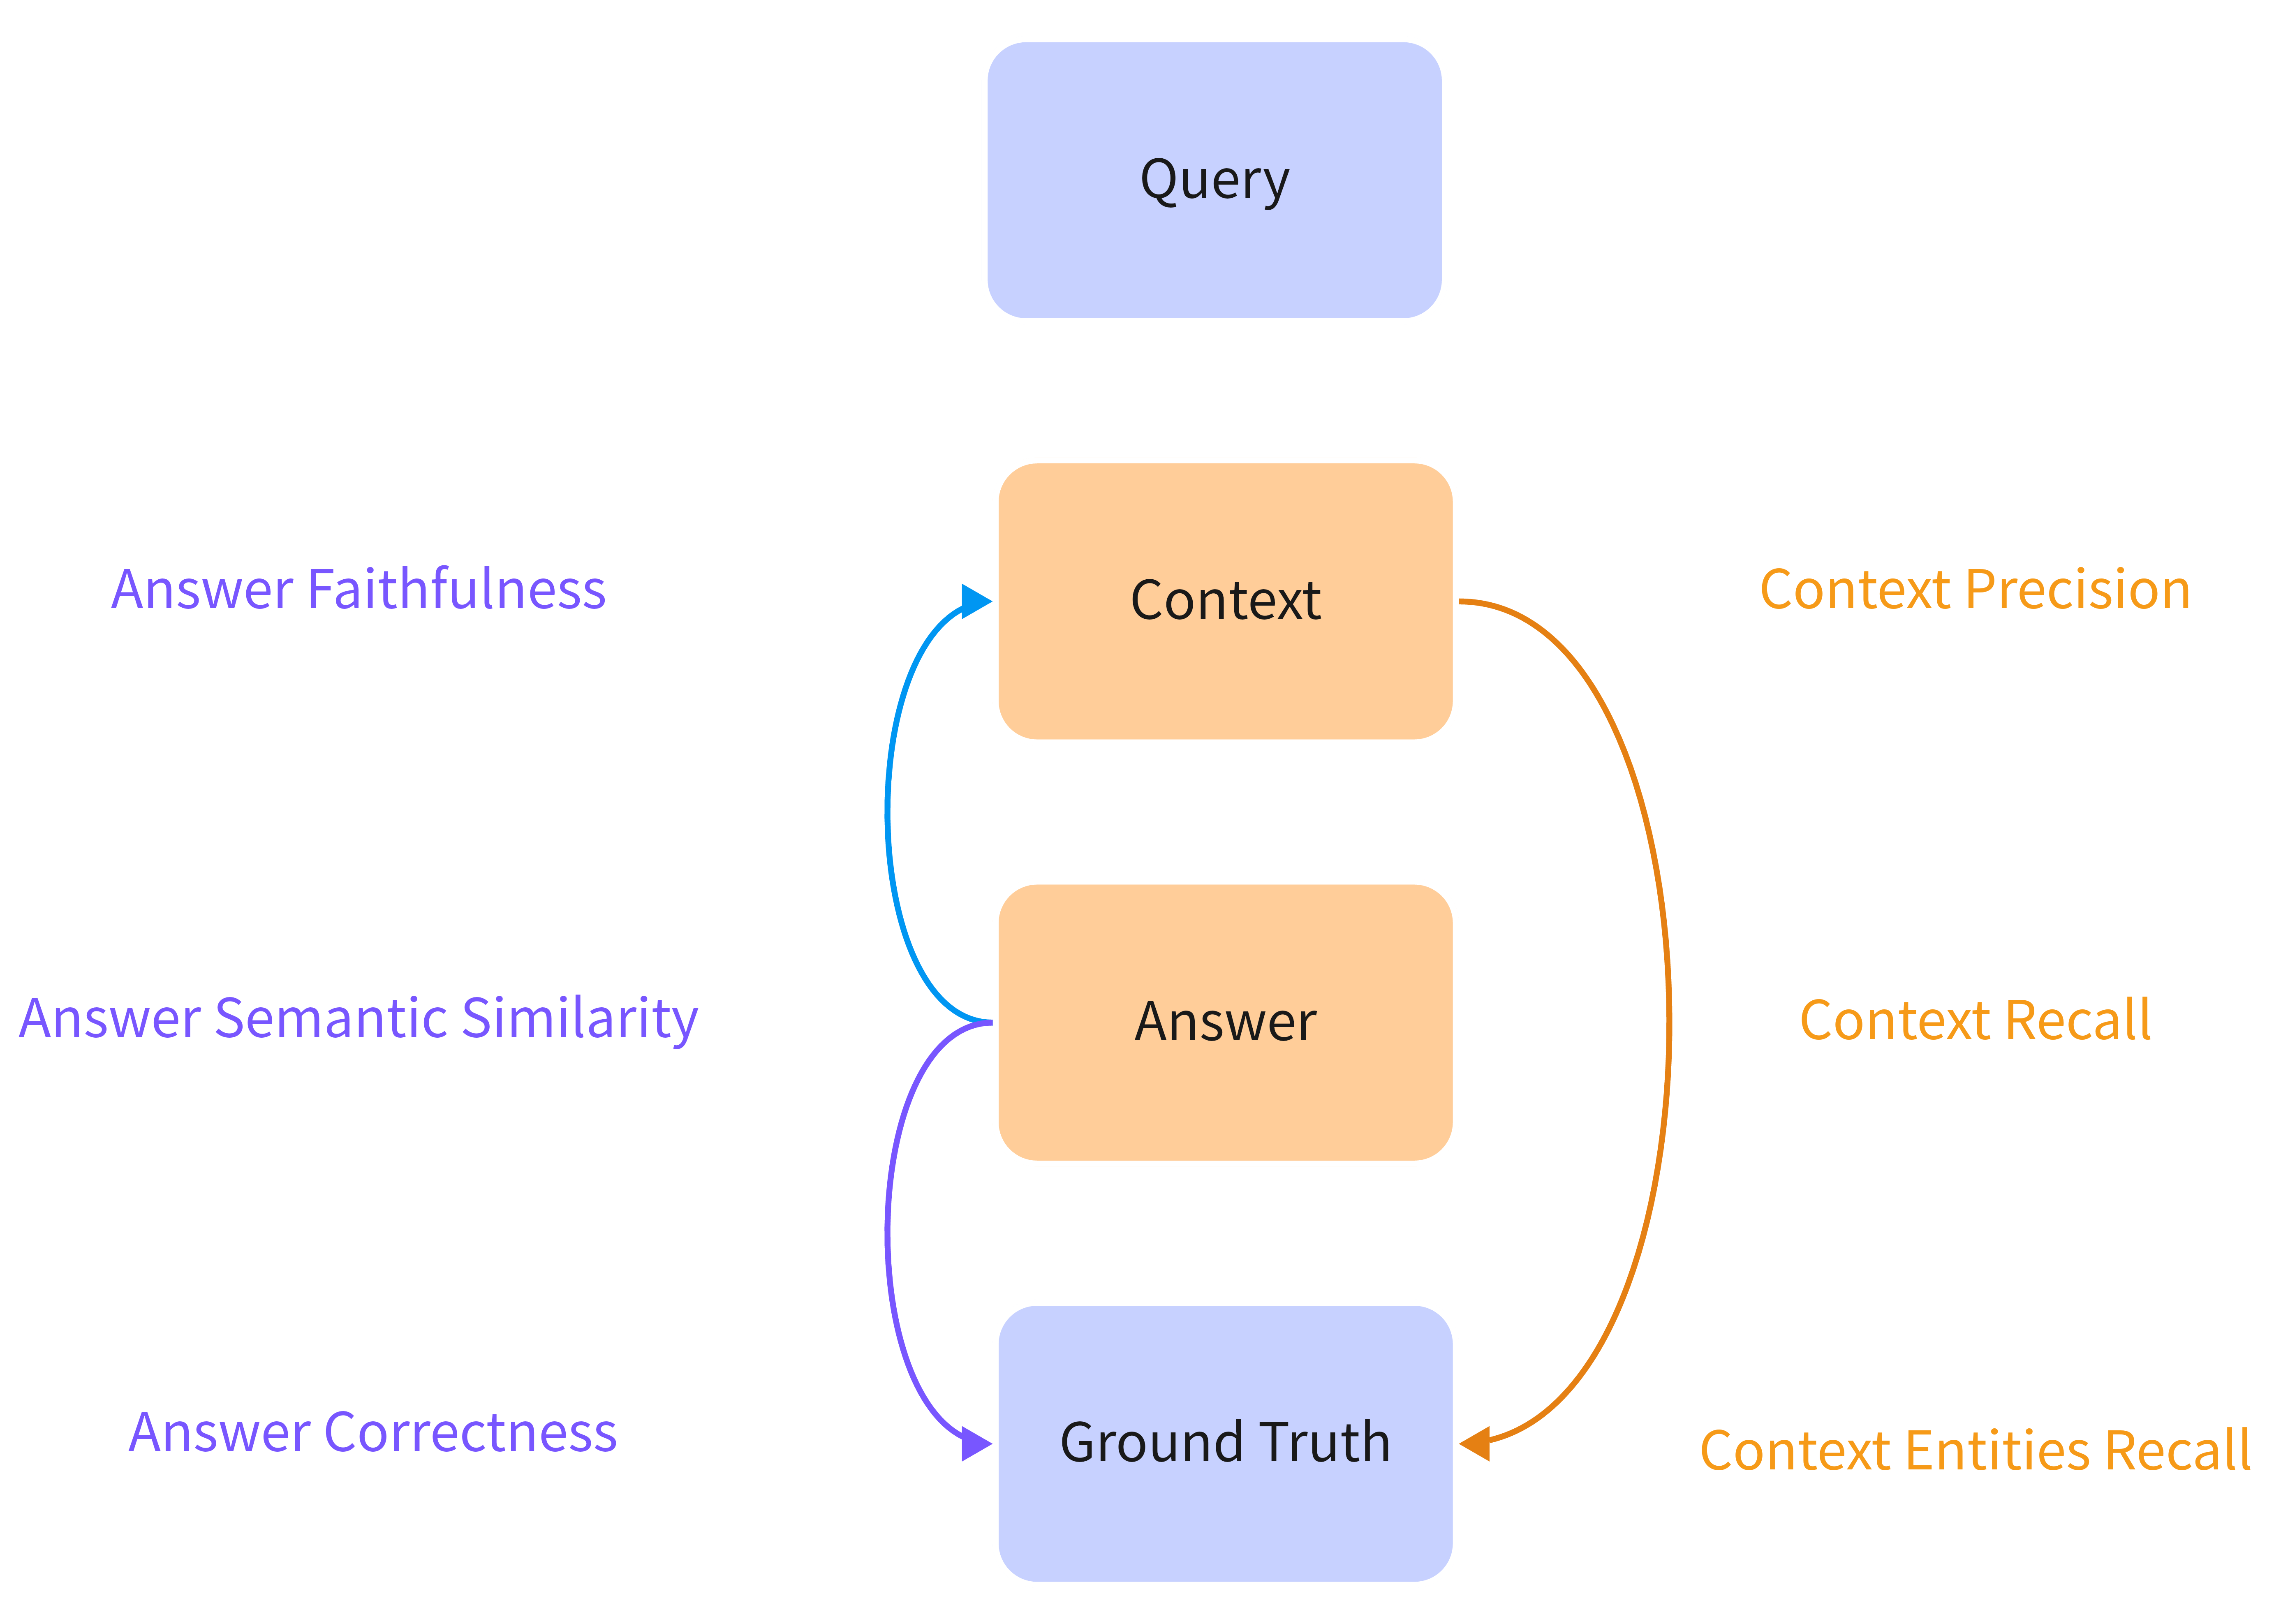 Query
Answer Faithfulness
Context
Context Precision
Answer Semantic Similarity
Answer
Context Recall
Answer Correctness
Ground Truth
Context Entities Recall